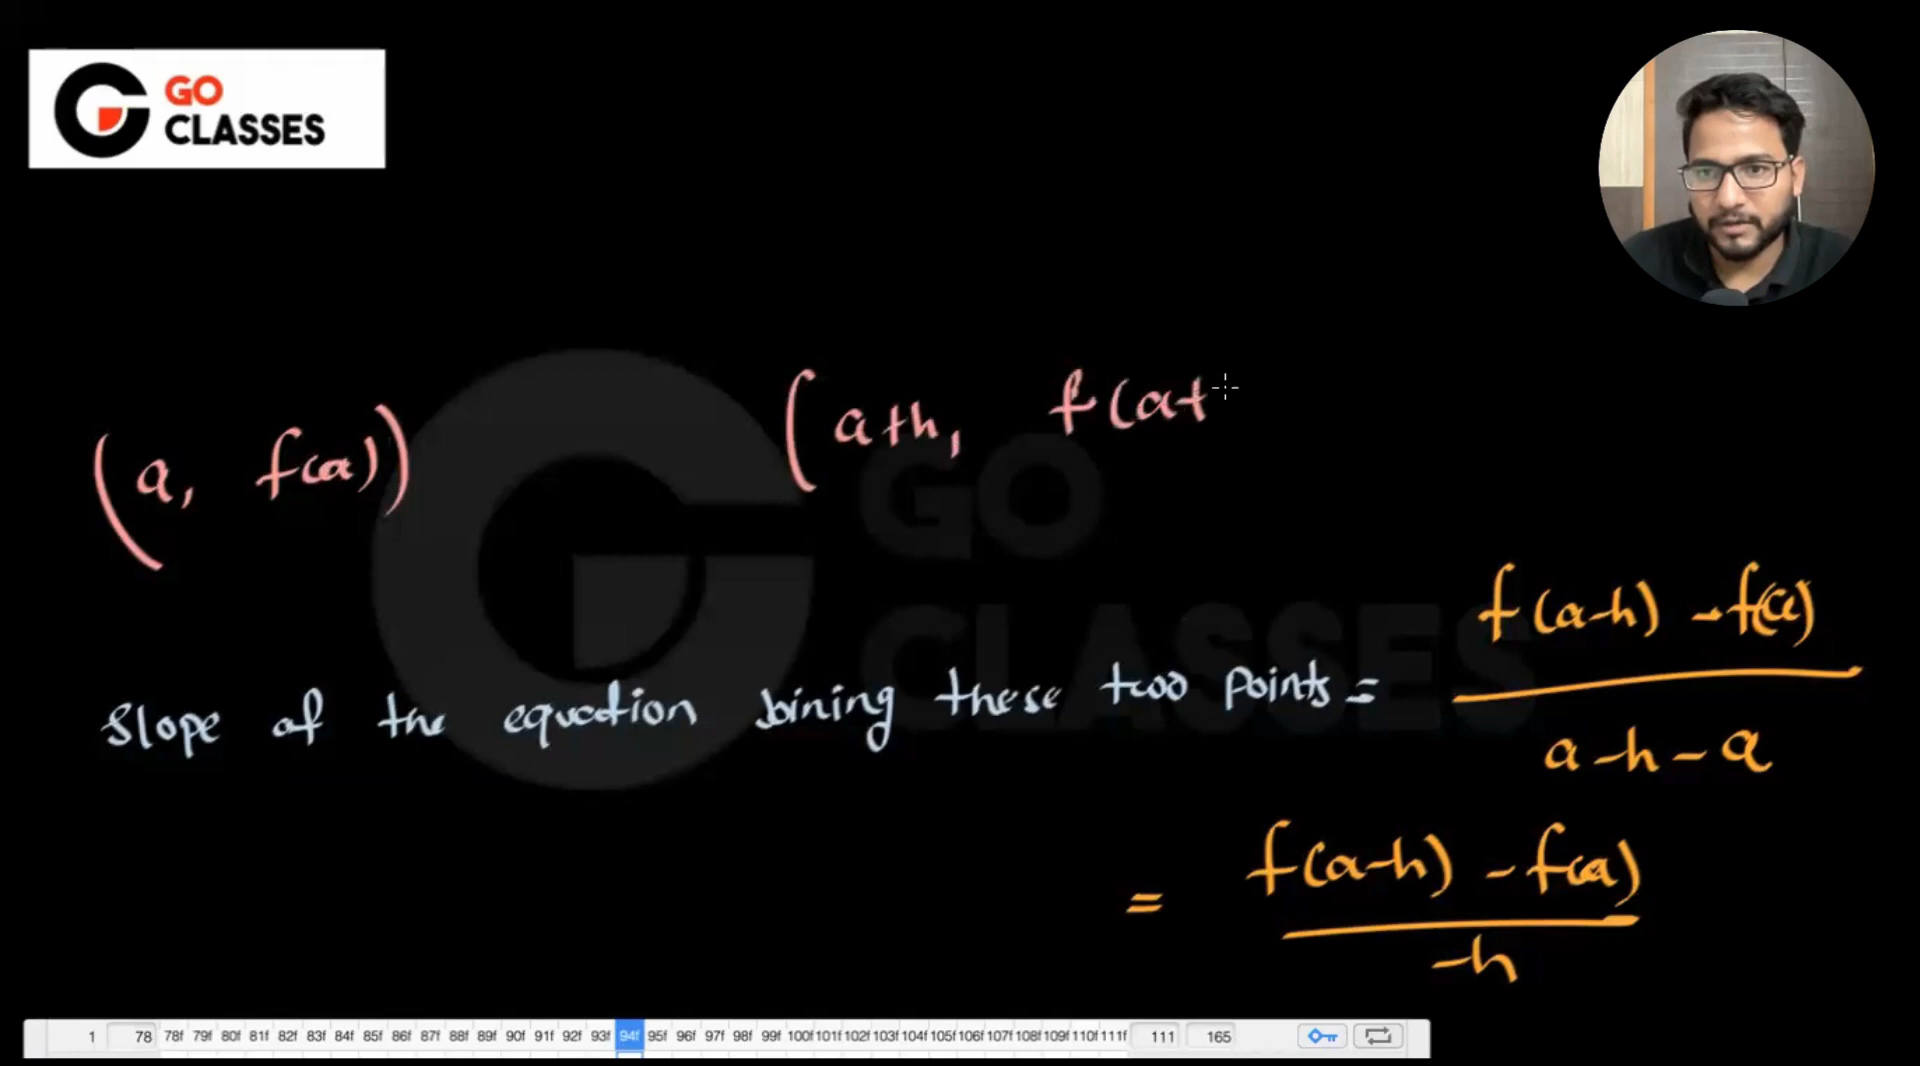 GO
CLASSES
(a, f(a)) (a+h, f(a+
GO
CLASSES
f(a-h) - f(a)
slope of the equation joining these two points =
a-h-a
= f(a-h) - f(a)
-h
1 78 78f 79f 80f 81f 82f 83f 84f 85f 86f 87f 88f 89f 90f 91f 92f 93f 94f 95f 96f 97f 98f 99f 100f 101f 102f 103f 104f 105f 106f 107f 108f 109f 110f 111f 111 165